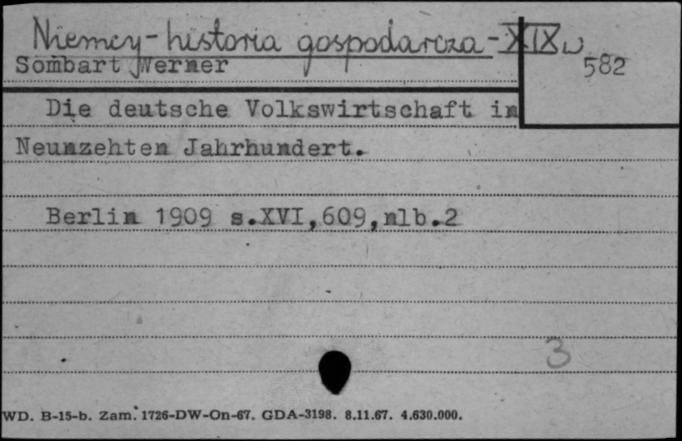 Niemcy - historia gospodarcza - XIX w
Sombart Werner
582
Die deutsche Volkswirtschaft im
Neunzehten Jahrhundert.
Berlin 1909 s.XVI,609,nlb.2
3
WD. B-15-b. Zam. 1726-DW-On-67. GDA-3198. 8.11.67. 4.630.000.